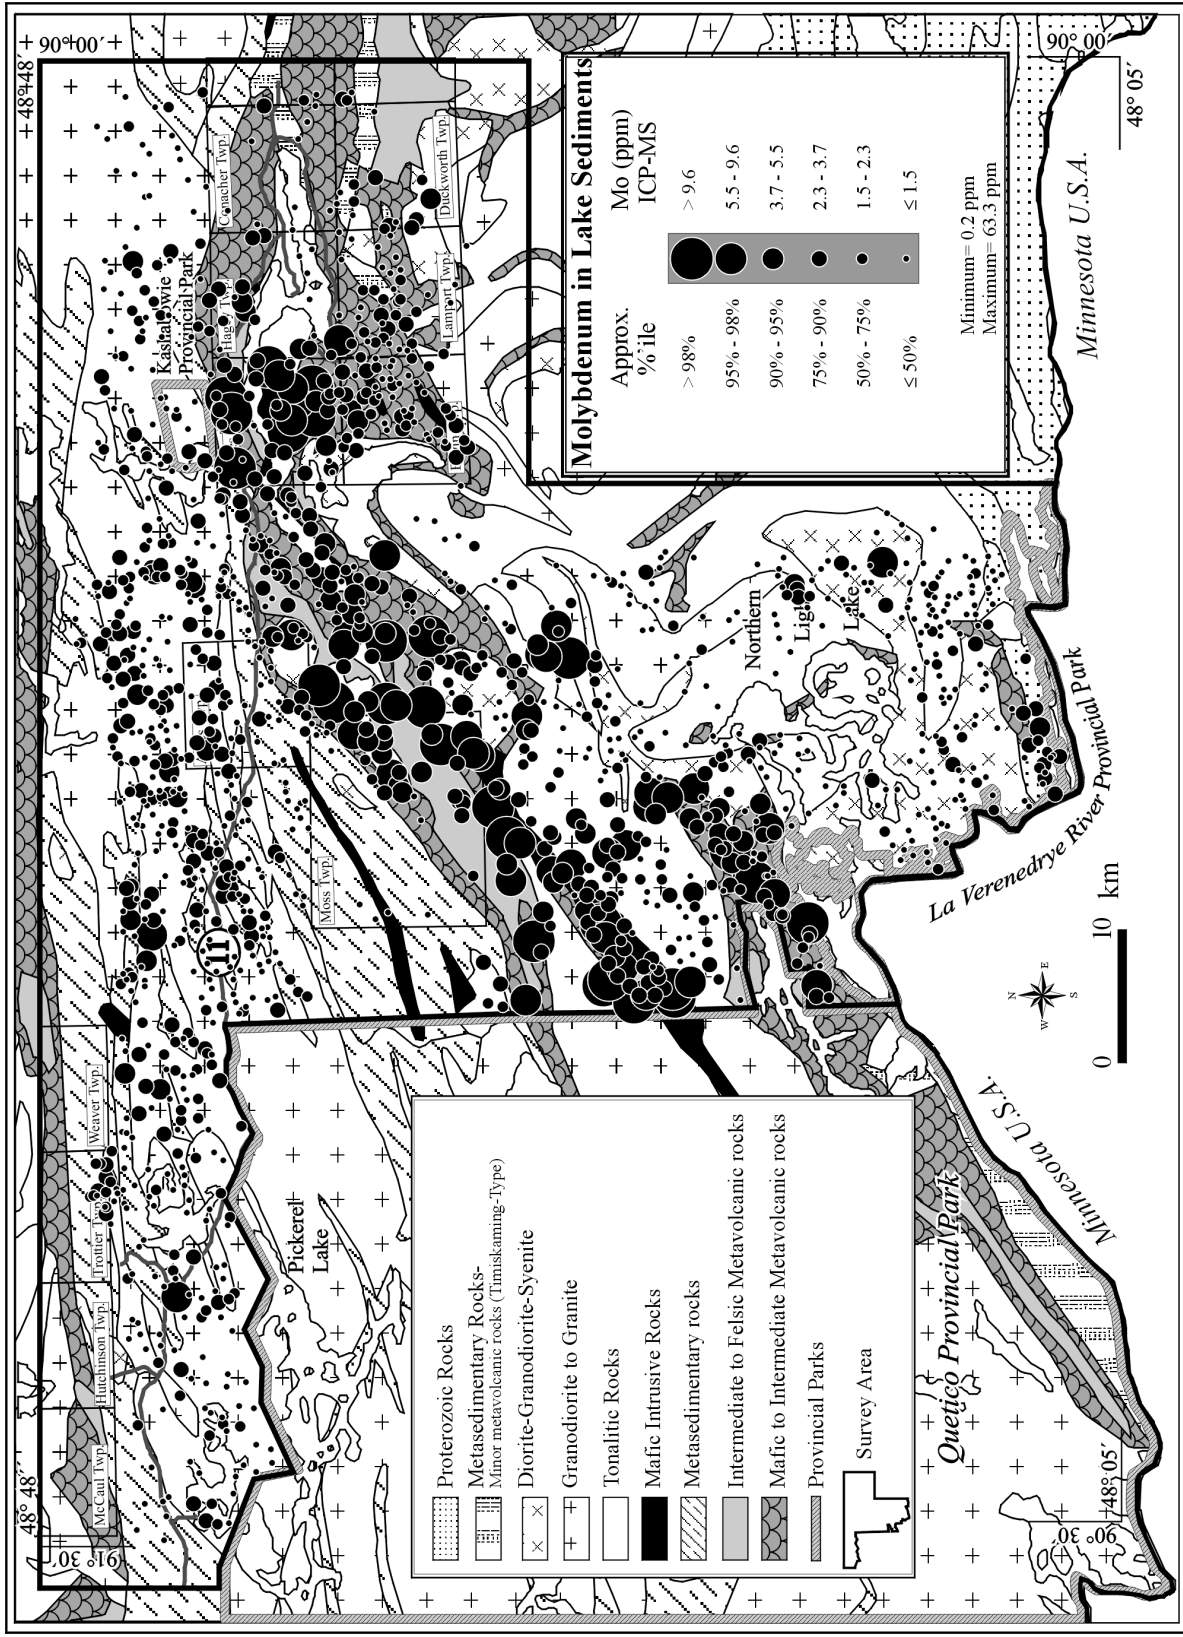 48°48´
90°00´
Conacher Twp.
Duckworth Twp.
Kashabowie
Provincial Park
Lamport Twp.
Weaver Twp.
Trottier Twp.
Hutchinson Twp.
McCaul Twp.
48° 48´
91° 30´
11
Moss Twp.
Pickerel
Lake
Northern
Light
Lake
90° 00´
48° 05´
Minnesota U.S.A.
La Verenedrye River Provincial Park
Minnesota U.S.A.
Quetico Provincial Park
48° 05´
90° 30´
N
E
S
W
0
10
km
Molybdenum in Lake Sediments
Approx.
%'ile
Mo (ppm)
ICP-MS
> 98%
> 9.6
95% - 98%
5.5 - 9.6
90% - 95%
3.7 - 5.5
75% - 90%
2.3 - 3.7
50% - 75%
1.5 - 2.3
≤ 50%
≤ 1.5
Minimum= 0.2 ppm
Maximum= 63.3 ppm
Proterozoic Rocks
Metasedimentary Rocks-
Minor metavolcanic rocks (Timiskaming-Type)
Diorite-Granodiorite-Syenite
Granodiorite to Granite
Tonalitic Rocks
Mafic Intrusive Rocks
Metasedimentary rocks
Intermediate to Felsic Metavolcanic rocks
Mafic to Intermediate Metavolcanic rocks
Provincial Parks
Survey Area